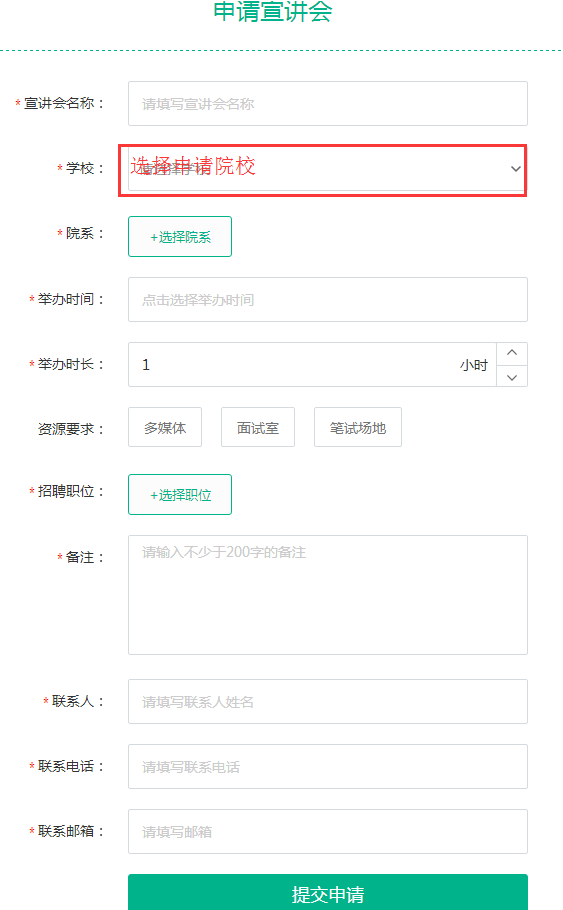 申请宣讲会
* 宣讲会名称： 请填写宣讲会名称
* 学校： 选择申请院校
* 院系： +选择院系
* 举办时间： 点击选择举办时间
* 举办时长： 1 小时
资源要求： 多媒体 面试室 笔试场地
* 招聘职位： +选择职位
* 备注： 请输入不少于200字的备注
* 联系人： 请填写联系人姓名
* 联系电话： 请填写联系电话
* 联系邮箱： 请填写邮箱
提交申请